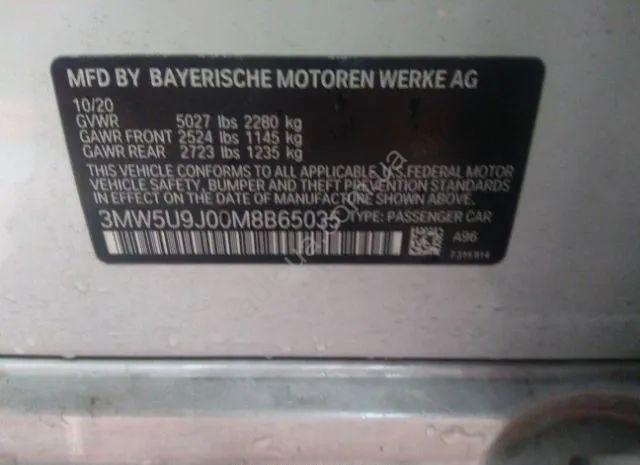 MFD BY BAYERISCHE MOTOREN WERKE AG
10/20
GVWR 5027 lbs 2280 kg
GAWR FRONT 2524 lbs 1145 kg
GAWR REAR 2723 lbs 1235 kg
THIS VEHICLE CONFORMS TO ALL APPLICABLE U.S.FEDERAL MOTOR
VEHICLE SAFETY, BUMPER AND THEFT PREVENTION STANDARDS
IN EFFECT ON THE DATE OF MANUFACTURE SHOWN ABOVE.
3MW5U9J00M8B65035 TYPE: PASSENGER CAR
A96